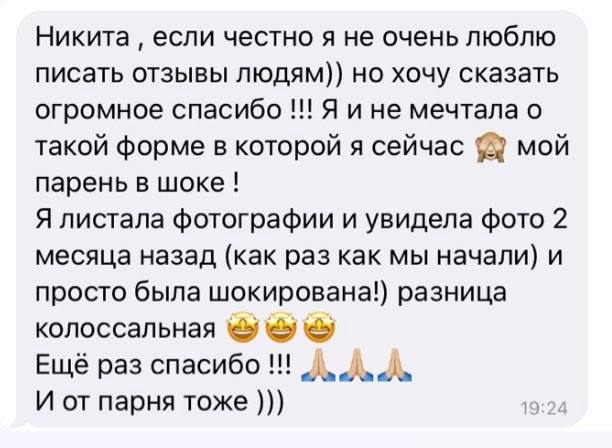 Никита , если честно я не очень люблю
писать отзывы людям)) но хочу сказать
огромное спасибо !!! Я и не мечтала о
такой форме в которой я сейчас 🙈 мой
парень в шоке !
Я листала фотографии и увидела фото 2
месяца назад (как раз как мы начали) и
просто была шокирована!) разница
колоссальная 🤩🤩🤩
Ещё раз спасибо !!! 🙏🏼🙏🏼🙏🏼
И от парня тоже )))
19:24